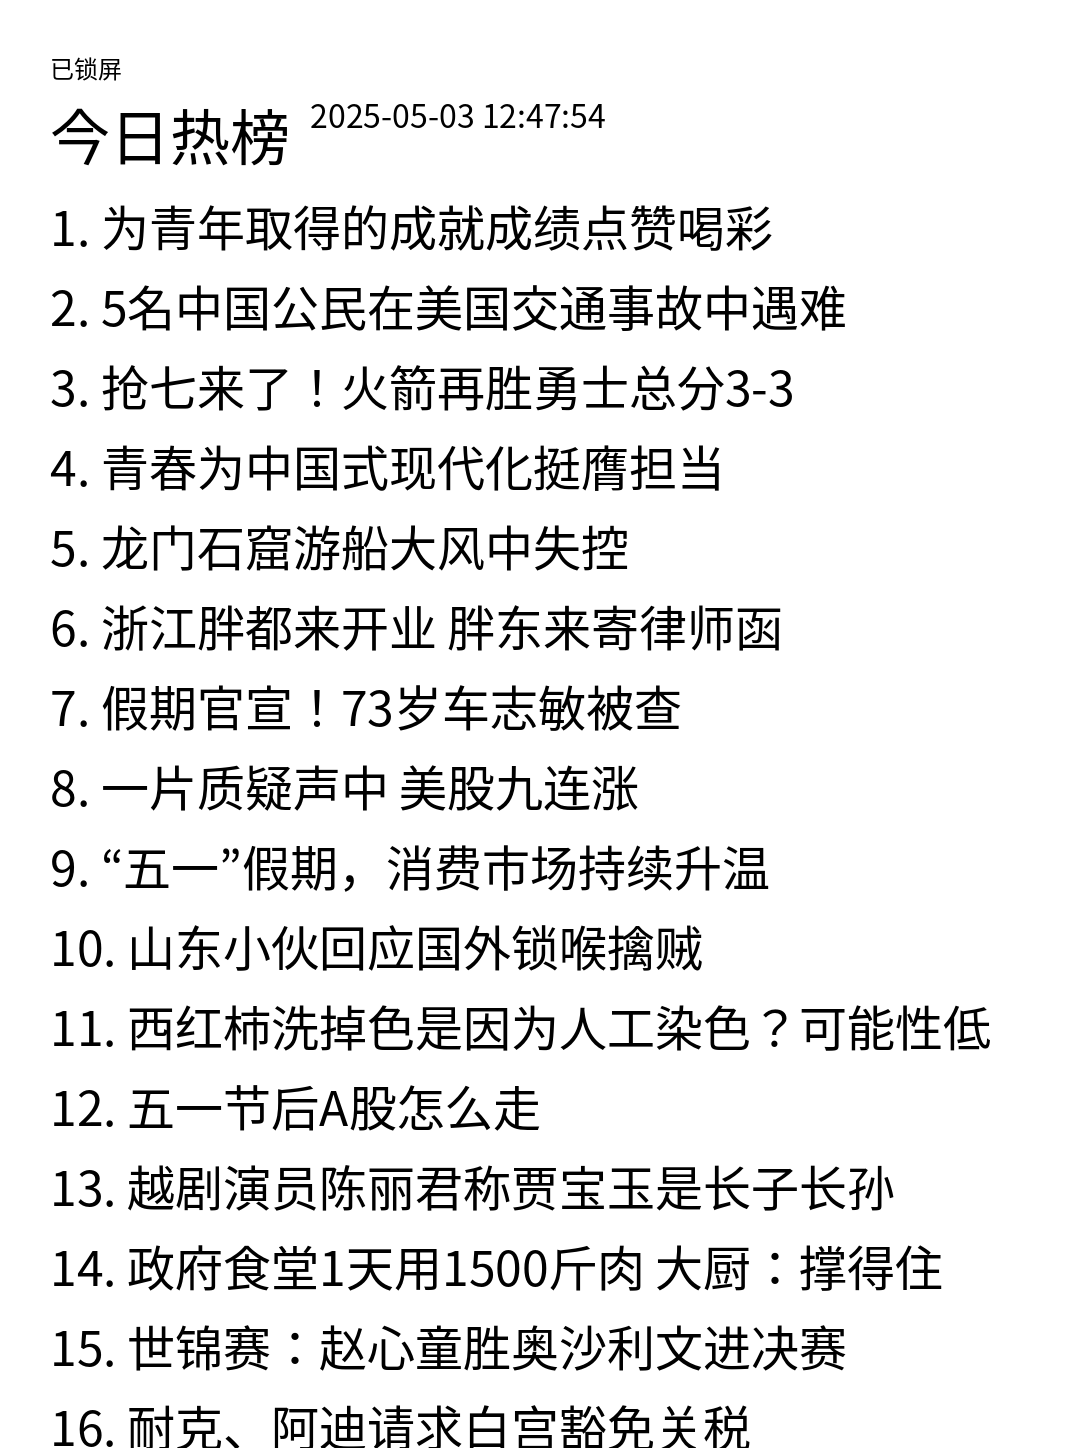 已锁屏
今日热榜 2025-05-03 12:47:54
1. 为青年取得的成就成绩点赞喝彩
2. 5名中国公民在美国交通事故中遇难
3. 抢七来了！火箭再胜勇士总分3-3
4. 青春为中国式现代化挺膺担当
5. 龙门石窟游船大风中失控
6. 浙江胖都来开业 胖东来寄律师函
7. 假期官宣！73岁车志敏被查
8. 一片质疑声中 美股九连涨
9. “五一”假期，消费市场持续升温
10. 山东小伙回应国外锁喉擒贼
11. 西红柿洗掉色是因为人工染色？可能性低
12. 五一节后A股怎么走
13. 越剧演员陈丽君称贾宝玉是长子长孙
14. 政府食堂1天用1500斤肉 大厨：撑得住
15. 世锦赛：赵心童胜奥沙利文进决赛
16. 耐克、阿迪请求白宫豁免关税